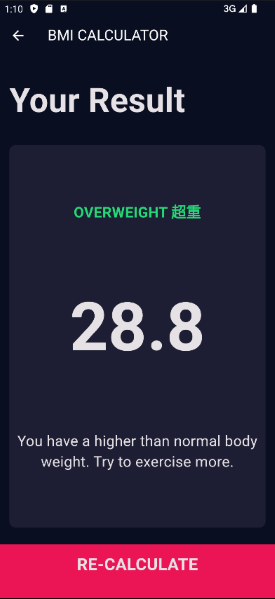 1:10
3G
BMI CALCULATOR
Your Result
OVERWEIGHT 超重
28.8
You have a higher than normal body
weight. Try to exercise more.
RE-CALCULATE